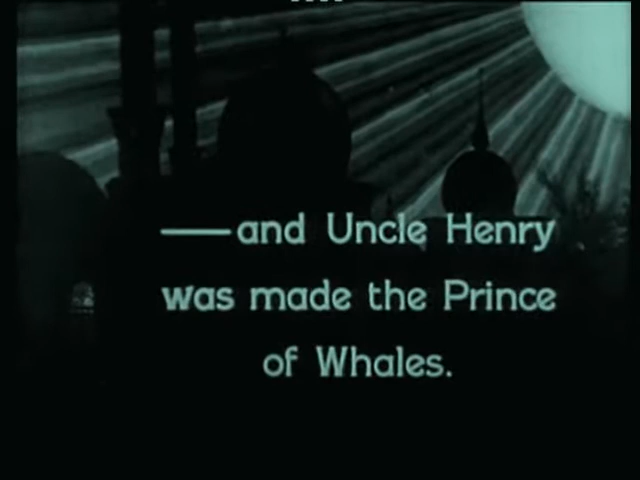 ——and Uncle Henry
was made the Prince
of Whales.